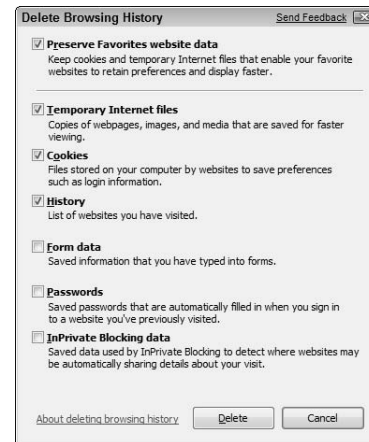 Delete Browsing History Send Feedback
Preserve Favorites website data
Keep cookies and temporary Internet files that enable your favorite
websites to retain preferences and display faster.
Temporary Internet files
Copies of webpages, images, and media that are saved for faster
viewing.
Cookies
Files stored on your computer by websites to save preferences
such as login information.
History
List of websites you have visited.
Form data
Saved information that you have typed into forms.
Passwords
Saved passwords that are automatically filled in when you sign in
to a website you've previously visited.
InPrivate Blocking data
Saved data used by InPrivate Blocking to detect where websites may
be automatically sharing details about your visit.
About deleting browsing history Delete Cancel